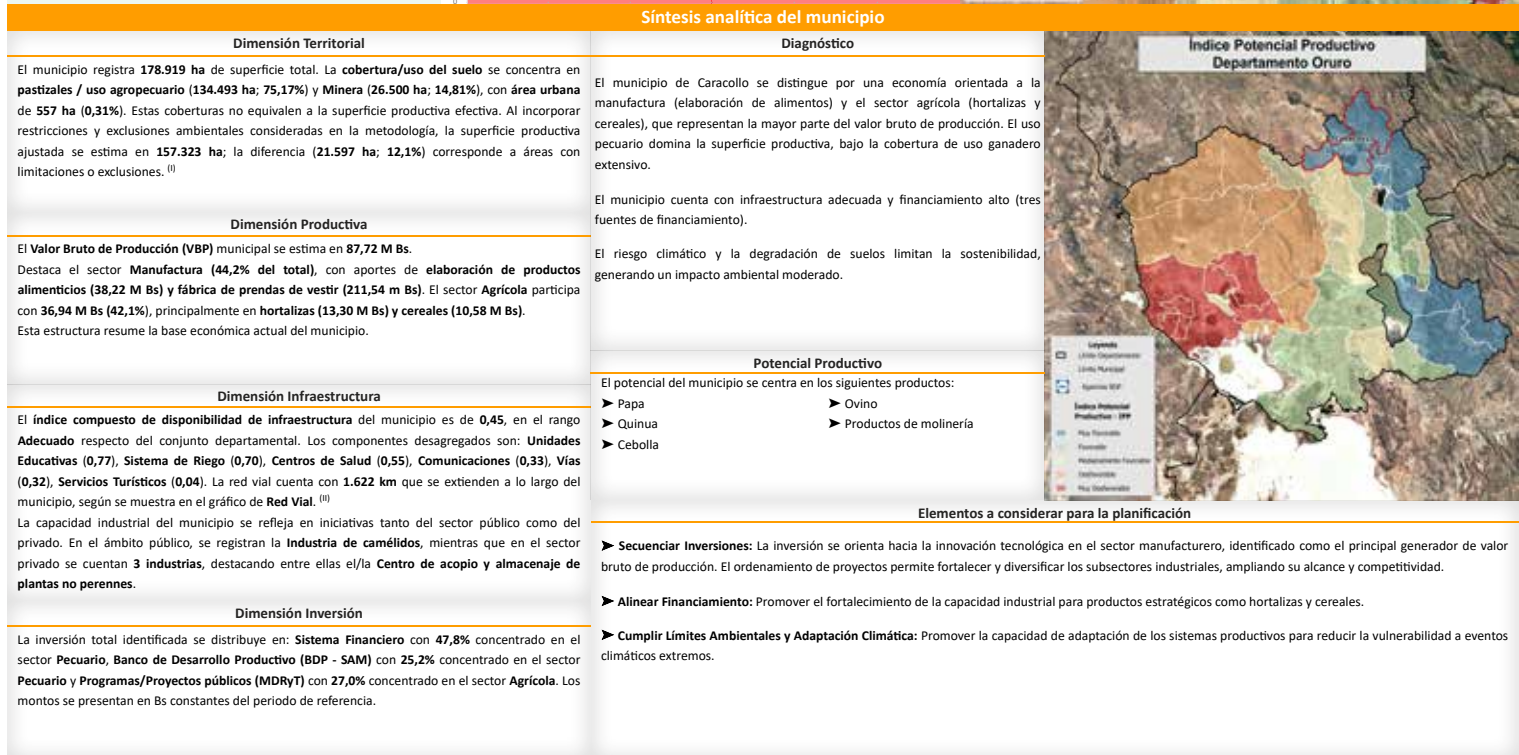 Síntesis analítica del municipio
Dimensión Territorial
El municipio registra 178.919 ha de superficie total. La cobertura/uso del suelo se concentra en
pastizales / uso agropecuario (134.493 ha; 75,17%) y Minera (26.500 ha; 14,81%), con área urbana
de 557 ha (0,31%). Estas coberturas no equivalen a la superficie productiva efectiva. Al incorporar
restricciones y exclusiones ambientales consideradas en la metodología, la superficie productiva
ajustada se estima en 157.323 ha; la diferencia (21.597 ha; 12,1%) corresponde a áreas con
limitaciones o exclusiones. (I)
Dimensión Productiva
El Valor Bruto de Producción (VBP) municipal se estima en 87,72 M Bs.
Destaca el sector Manufactura (44,2% del total), con aportes de elaboración de productos
alimenticios (38,22 M Bs) y fábrica de prendas de vestir (211,54 m Bs). El sector Agrícola participa
con 36,94 M Bs (42,1%), principalmente en hortalizas (13,30 M Bs) y cereales (10,58 M Bs).
Esta estructura resume la base económica actual del municipio.
Dimensión Infraestructura
El índice compuesto de disponibilidad de infraestructura del municipio es de 0,45, en el rango
Adecuado respecto del conjunto departamental. Los componentes desagregados son: Unidades
Educativas (0,77), Sistema de Riego (0,70), Centros de Salud (0,55), Comunicaciones (0,33), Vías
(0,32), Servicios Turísticos (0,04). La red vial cuenta con 1.622 km que se extienden a lo largo del
municipio, según se muestra en el gráfico de Red Vial. (II)
La capacidad industrial del municipio se refleja en iniciativas tanto del sector público como del
privado. En el ámbito público, se registran la Industria de camélidos, mientras que en el sector
privado se cuentan 3 industrias, destacando entre ellas el/la Centro de acopio y almacenaje de
plantas no perennes.
Dimensión Inversión
La inversión total identificada se distribuye en: Sistema Financiero con 47,8% concentrado en el
sector Pecuario, Banco de Desarrollo Productivo (BDP - SAM) con 25,2% concentrado en el sector
Pecuario y Programas/Proyectos públicos (MDRyT) con 27,0% concentrado en el sector Agrícola. Los
montos se presentan en Bs constantes del periodo de referencia.
Diagnóstico
El municipio de Caracollo se distingue por una economía orientada a la
manufactura (elaboración de alimentos) y el sector agrícola (hortalizas y
cereales), que representan la mayor parte del valor bruto de producción. El uso
pecuario domina la superficie productiva, bajo la cobertura de uso ganadero
extensivo.
El municipio cuenta con infraestructura adecuada y financiamiento alto (tres
fuentes de financiamiento).
El riesgo climático y la degradación de suelos limitan la sostenibilidad,
generando un impacto ambiental moderado.
Potencial Productivo
El potencial del municipio se centra en los siguientes productos:
➤ Papa
➤ Quinua
➤ Cebolla
➤ Ovino
➤ Productos de molinería
Índice Potencial Productivo
Departamento Oruro
Leyenda
Límite Departamento
Límite Municipal
Agencias BDP
Índice Potencial
Productivo - IPP
Muy Favorable
Favorable
Medianamente Favorable
Desfavorable
Muy Desfavorable
Elementos a considerar para la planificación
➤ Secuenciar Inversiones: La inversión se orienta hacia la innovación tecnológica en el sector manufacturero, identificado como el principal generador de valor
bruto de producción. El ordenamiento de proyectos permite fortalecer y diversificar los subsectores industriales, ampliando su alcance y competitividad.
➤ Alinear Financiamiento: Promover el fortalecimiento de la capacidad industrial para productos estratégicos como hortalizas y cereales.
➤ Cumplir Límites Ambientales y Adaptación Climática: Promover la capacidad de adaptación de los sistemas productivos para reducir la vulnerabilidad a eventos
climáticos extremos.